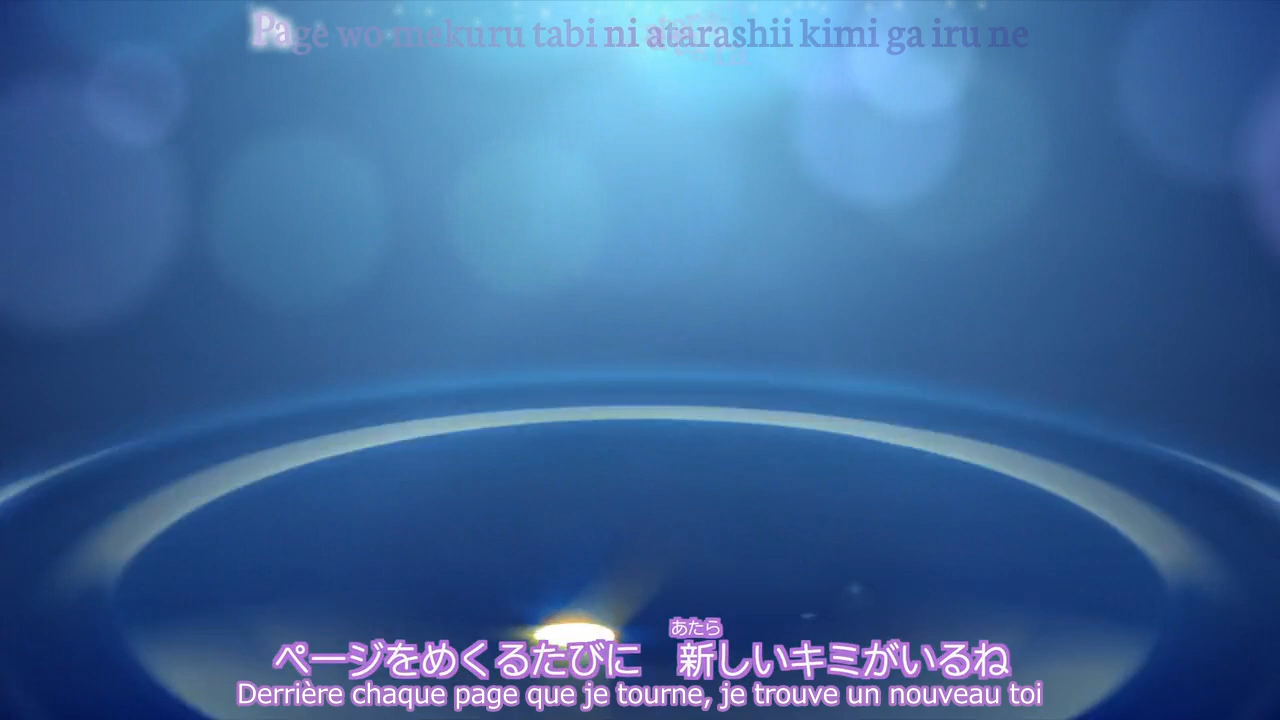 Page wo mekuru tabi ni atarashii kimi ga iru ne
あたら
ページをめくるたびに　新しいキミがいるね
Derrière chaque page que je tourne, je trouve un nouveau toi